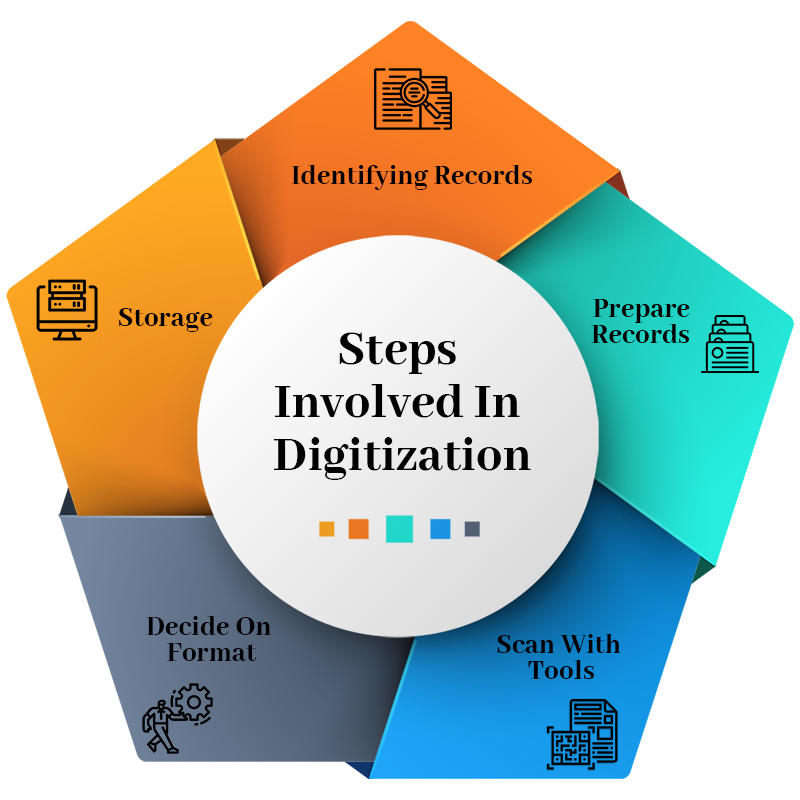 Identifying Records
Prepare
Records
Storage
Steps
Involved In
Digitization
Decide On
Format
Scan With
Tools